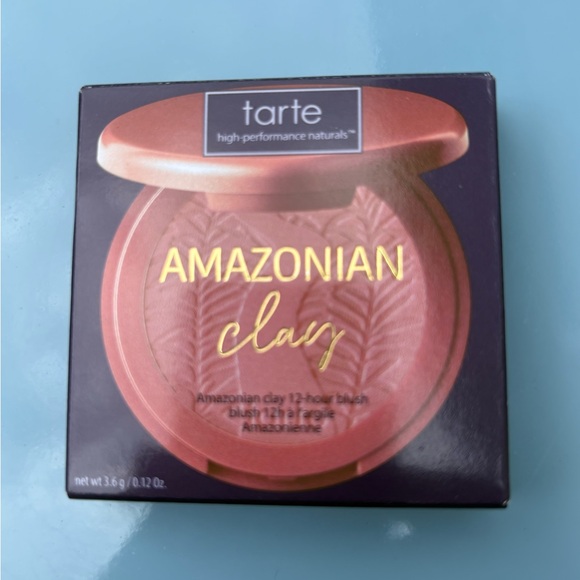 tarte
high-performance naturals™
AMAZONIAN
clay
Amazonian clay 12-hour blush
blush 12h à l'argile
Amazonienne
net wt 3.6 g / 0.12 Oz.